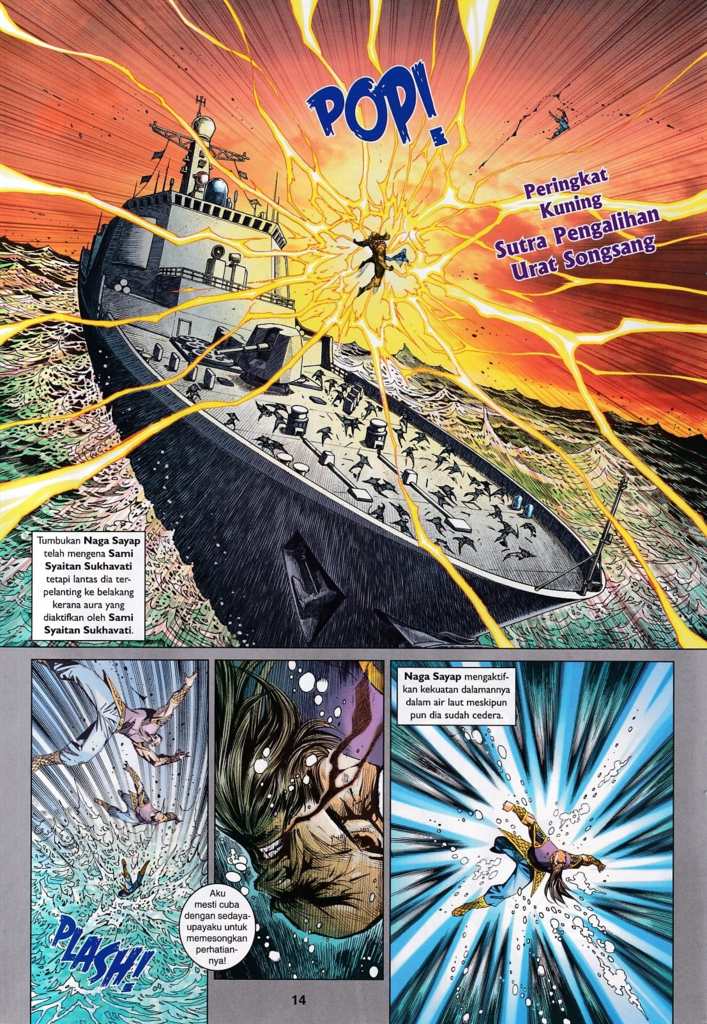 POP!
Peringkat
Kuning
Sutra Pengalihan
Urat Songsang
Tumbukan Naga Sayap
telah mengena Sami
Syaitan Sukhavati
tetapi lantas dia ter-
pelanting ke belakang
kerana aura yang
diaktifkan oleh Sami
Syaitan Sukhavati.
Naga Sayap mengaktif-
kan kekuatan dalamannya
dalam air laut meskipun
pun dia sudah cedera.
PLASH!
Aku
mesti cuba
dengan sedaya-
upayaku untuk
memesongkan
perhatian-
nya!
14